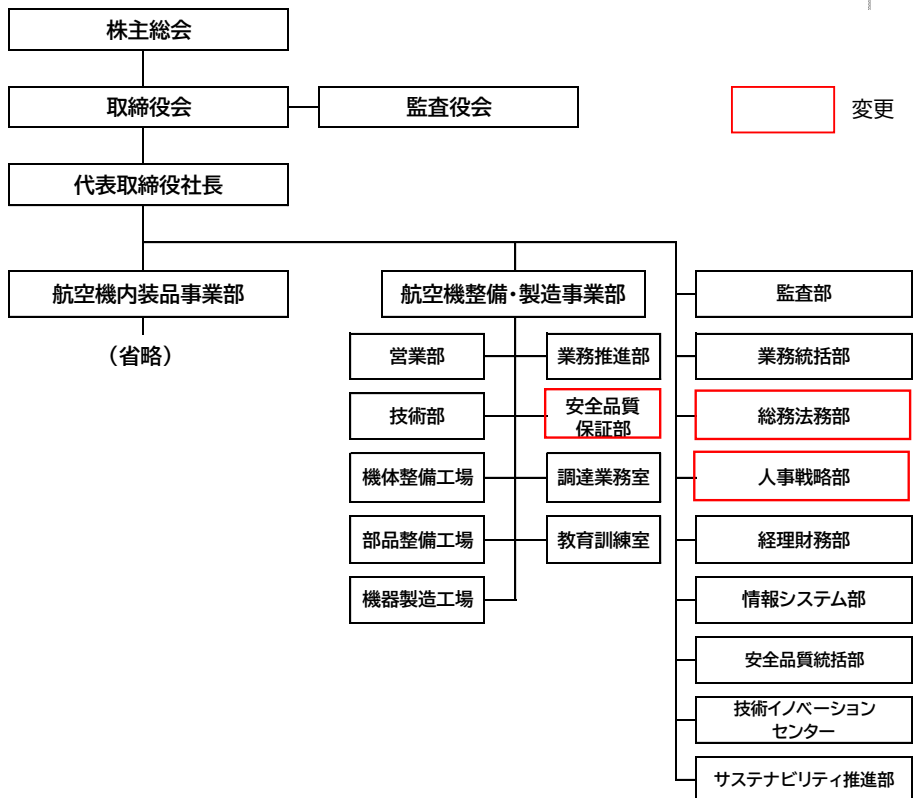 株主総会
取締役会
監査役会
変更
代表取締役社長
航空機内装品事業部
（省略）
航空機整備・製造事業部
営業部
業務推進部
技術部
安全品質
保証部
機体整備工場
調達業務室
部品整備工場
教育訓練室
機器製造工場
監査部
業務統括部
総務法務部
人事戦略部
経理財務部
情報システム部
安全品質統括部
技術イノベーション
センター
サステナビリティ推進部